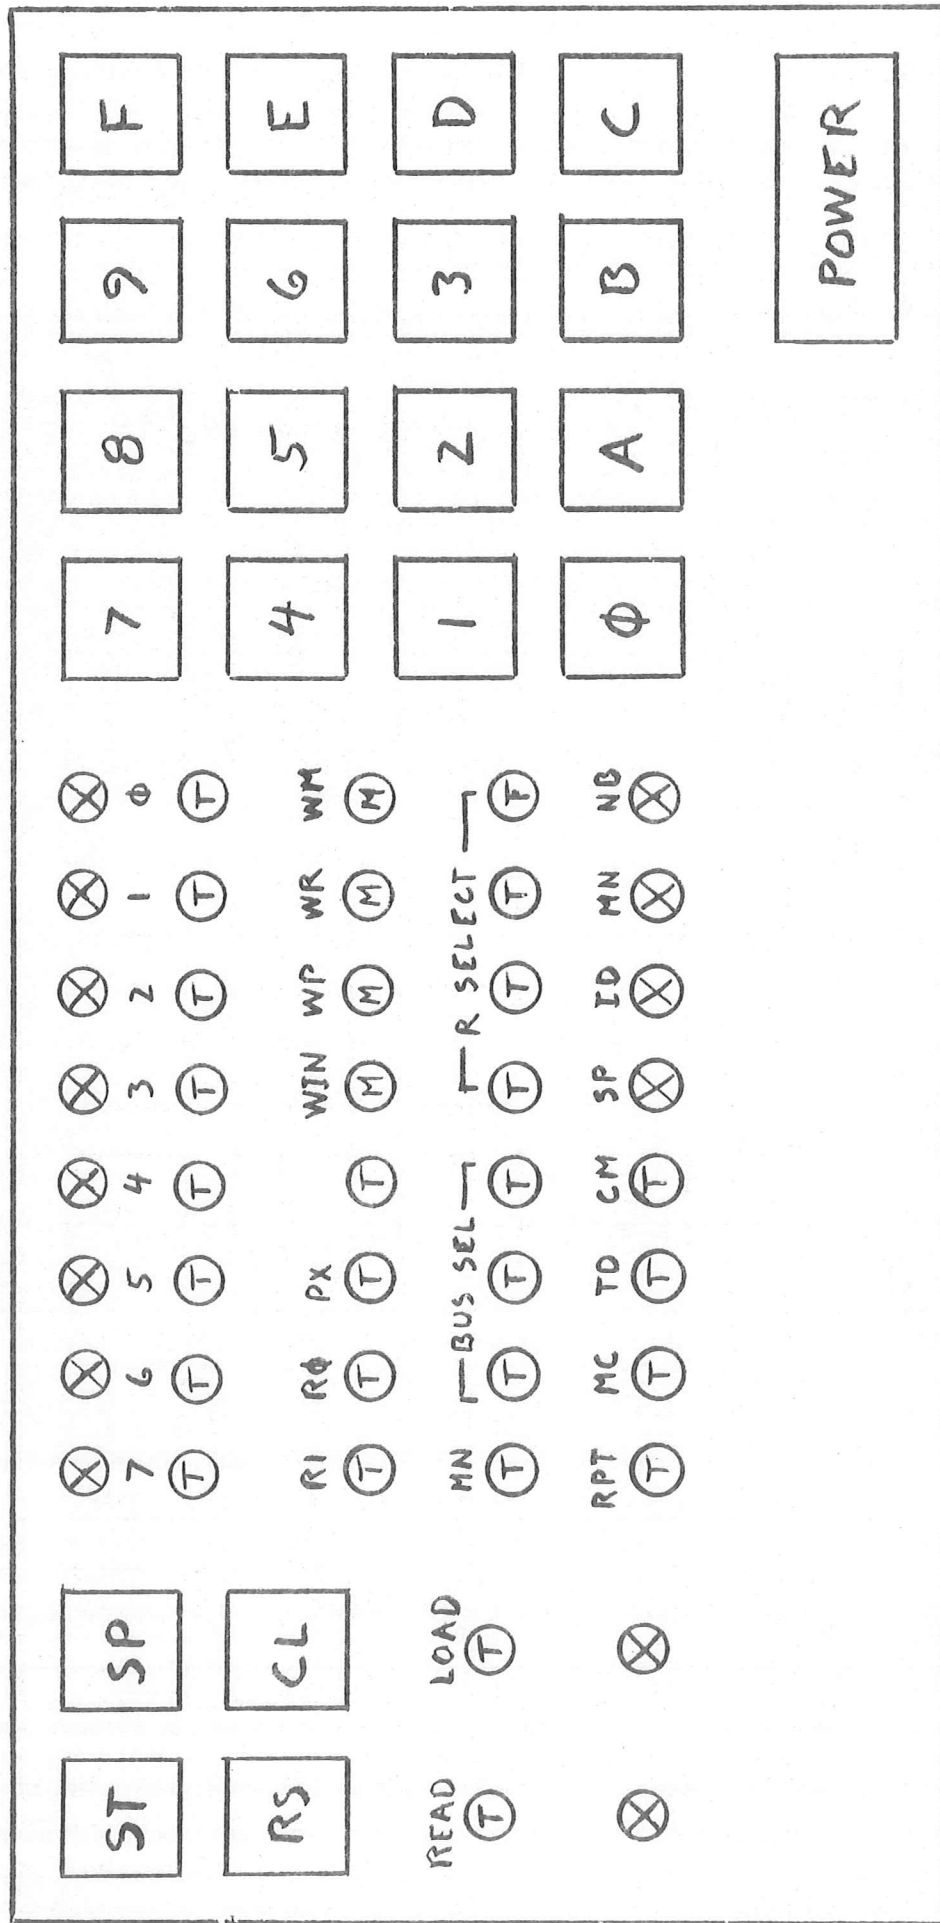 ST SP 7 6 5 4 3 2 1 φ 7 8 9 F
T T T T T T T T
RS CL R1 Rφ PX WIN WP WR WM 4 5 6 E
T T T T M M M M
READ LOAD MN BUS SEL R SELECT 1 2 3 D
T T T T T T T T T T
RPT MC TD CM SP ID MN NB φ A B C
T T T T
POWER